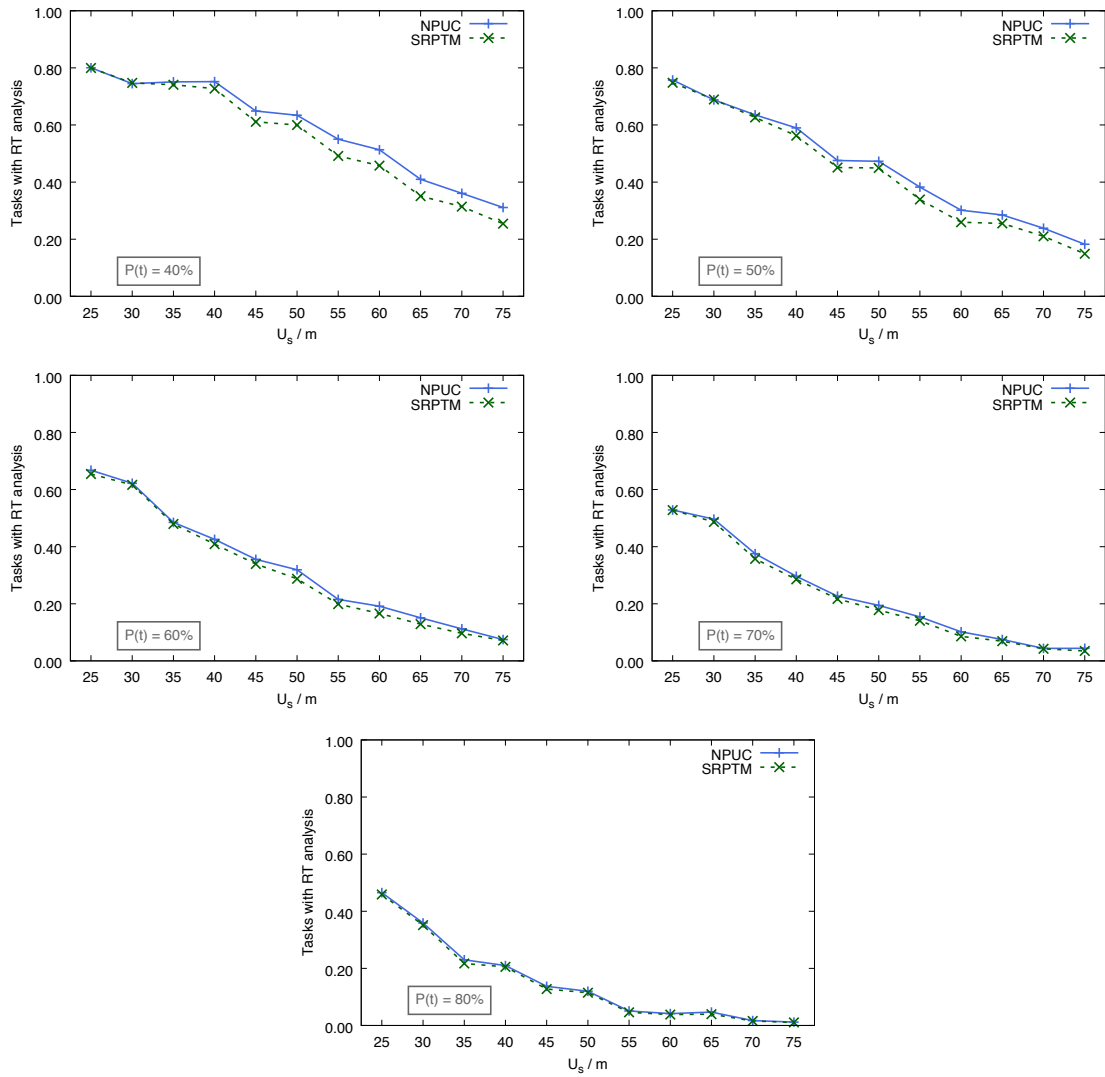 1.00
0.80
0.60
0.40
0.20
0.00
Tasks with RT analysis
NPUC
SRPTM
P(t) = 40%
25 30 35 40 45 50 55 60 65 70 75
U_s / m
1.00
0.80
0.60
0.40
0.20
0.00
Tasks with RT analysis
NPUC
SRPTM
P(t) = 50%
25 30 35 40 45 50 55 60 65 70 75
U_s / m
1.00
0.80
0.60
0.40
0.20
0.00
Tasks with RT analysis
NPUC
SRPTM
P(t) = 60%
25 30 35 40 45 50 55 60 65 70 75
U_s / m
1.00
0.80
0.60
0.40
0.20
0.00
Tasks with RT analysis
NPUC
SRPTM
P(t) = 70%
25 30 35 40 45 50 55 60 65 70 75
U_s / m
1.00
0.80
0.60
0.40
0.20
0.00
Tasks with RT analysis
NPUC
SRPTM
P(t) = 80%
25 30 35 40 45 50 55 60 65 70 75
U_s / m